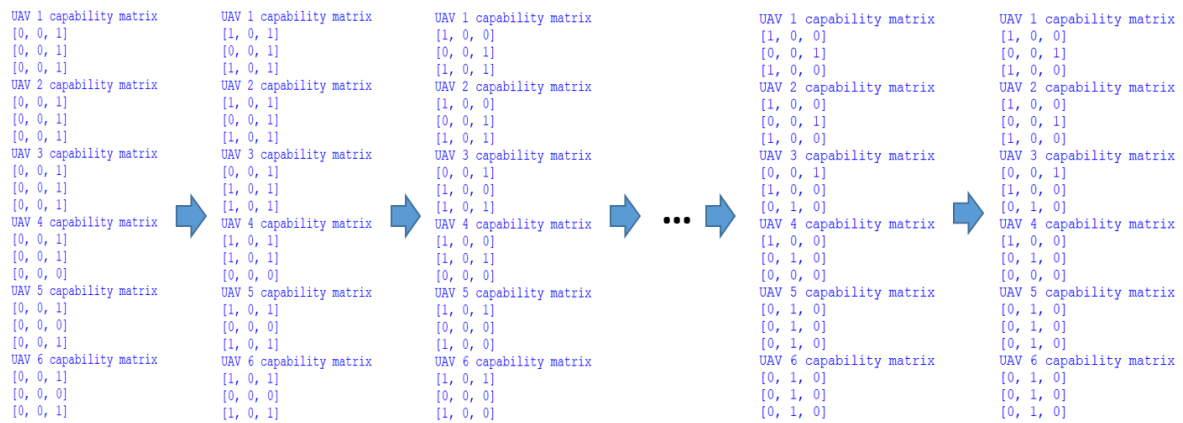 UAV 1 capability matrix
[0, 0, 1]
[0, 0, 1]
[0, 0, 1]
UAV 2 capability matrix
[0, 0, 1]
[0, 0, 1]
[0, 0, 1]
UAV 3 capability matrix
[0, 0, 1]
[0, 0, 1]
[0, 0, 1]
UAV 4 capability matrix
[0, 0, 1]
[0, 0, 1]
[0, 0, 0]
UAV 5 capability matrix
[0, 0, 1]
[0, 0, 0]
[0, 0, 1]
UAV 6 capability matrix
[0, 0, 1]
[0, 0, 0]
[0, 0, 1]
UAV 1 capability matrix
[1, 0, 1]
[0, 0, 1]
[1, 0, 1]
UAV 2 capability matrix
[1, 0, 1]
[0, 0, 1]
[1, 0, 1]
UAV 3 capability matrix
[0, 0, 1]
[1, 0, 1]
[1, 0, 1]
UAV 4 capability matrix
[1, 0, 1]
[1, 0, 1]
[0, 0, 0]
UAV 5 capability matrix
[1, 0, 1]
[0, 0, 0]
[1, 0, 1]
UAV 6 capability matrix
[1, 0, 1]
[0, 0, 0]
[1, 0, 1]
UAV 1 capability matrix
[1, 0, 0]
[0, 0, 1]
[1, 0, 1]
UAV 2 capability matrix
[1, 0, 0]
[0, 0, 1]
[1, 0, 1]
UAV 3 capability matrix
[0, 0, 1]
[1, 0, 0]
[1, 0, 1]
UAV 4 capability matrix
[1, 0, 0]
[1, 0, 1]
[0, 0, 0]
UAV 5 capability matrix
[1, 0, 1]
[0, 0, 0]
[1, 0, 0]
UAV 6 capability matrix
[1, 0, 1]
[0, 0, 0]
[1, 0, 0]
...
UAV 1 capability matrix
[1, 0, 0]
[0, 0, 1]
[1, 0, 0]
UAV 2 capability matrix
[1, 0, 0]
[0, 0, 1]
[1, 0, 0]
UAV 3 capability matrix
[0, 0, 1]
[1, 0, 0]
[0, 1, 0]
UAV 4 capability matrix
[1, 0, 0]
[0, 1, 0]
[0, 0, 0]
UAV 5 capability matrix
[0, 1, 0]
[0, 1, 0]
[0, 1, 0]
UAV 6 capability matrix
[0, 1, 0]
[0, 1, 0]
[0, 1, 0]
UAV 1 capability matrix
[1, 0, 0]
[0, 0, 1]
[1, 0, 0]
UAV 2 capability matrix
[1, 0, 0]
[0, 0, 1]
[1, 0, 0]
UAV 3 capability matrix
[0, 0, 1]
[1, 0, 0]
[0, 1, 0]
UAV 4 capability matrix
[1, 0, 0]
[0, 1, 0]
[0, 0, 0]
UAV 5 capability matrix
[0, 1, 0]
[0, 1, 0]
[0, 1, 0]
UAV 6 capability matrix
[0, 1, 0]
[0, 1, 0]
[0, 1, 0]